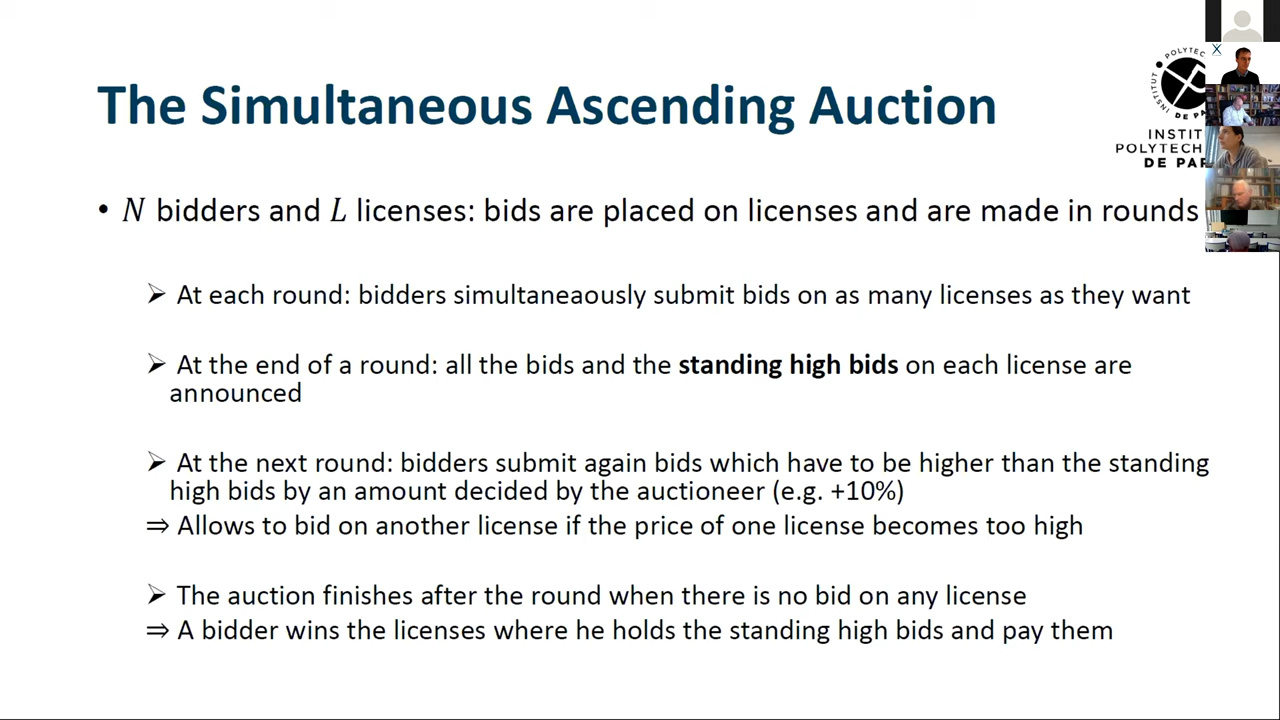 The Simultaneous Ascending Auction
• N bidders and L licenses: bids are placed on licenses and are made in rounds
➢ At each round: bidders simultaneaously submit bids on as many licenses as they want
➢ At the end of a round: all the bids and the standing high bids on each license are
announced
➢ At the next round: bidders submit again bids which have to be higher than the standing
high bids by an amount decided by the auctioneer (e.g. +10%)
⇒ Allows to bid on another license if the price of one license becomes too high
➢ The auction finishes after the round when there is no bid on any license
⇒ A bidder wins the licenses where he holds the standing high bids and pay them
INSTIT
POLYTECH
DE PAR